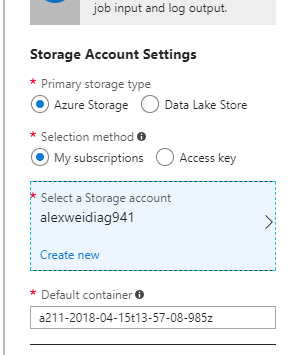 job input and log output.
Storage Account Settings
* Primary storage type
Azure Storage Data Lake Store
* Selection method
My subscriptions Access key
* Select a Storage account
alexweidiag941
Create new
* Default container
a211-2018-04-15t13-57-08-985z